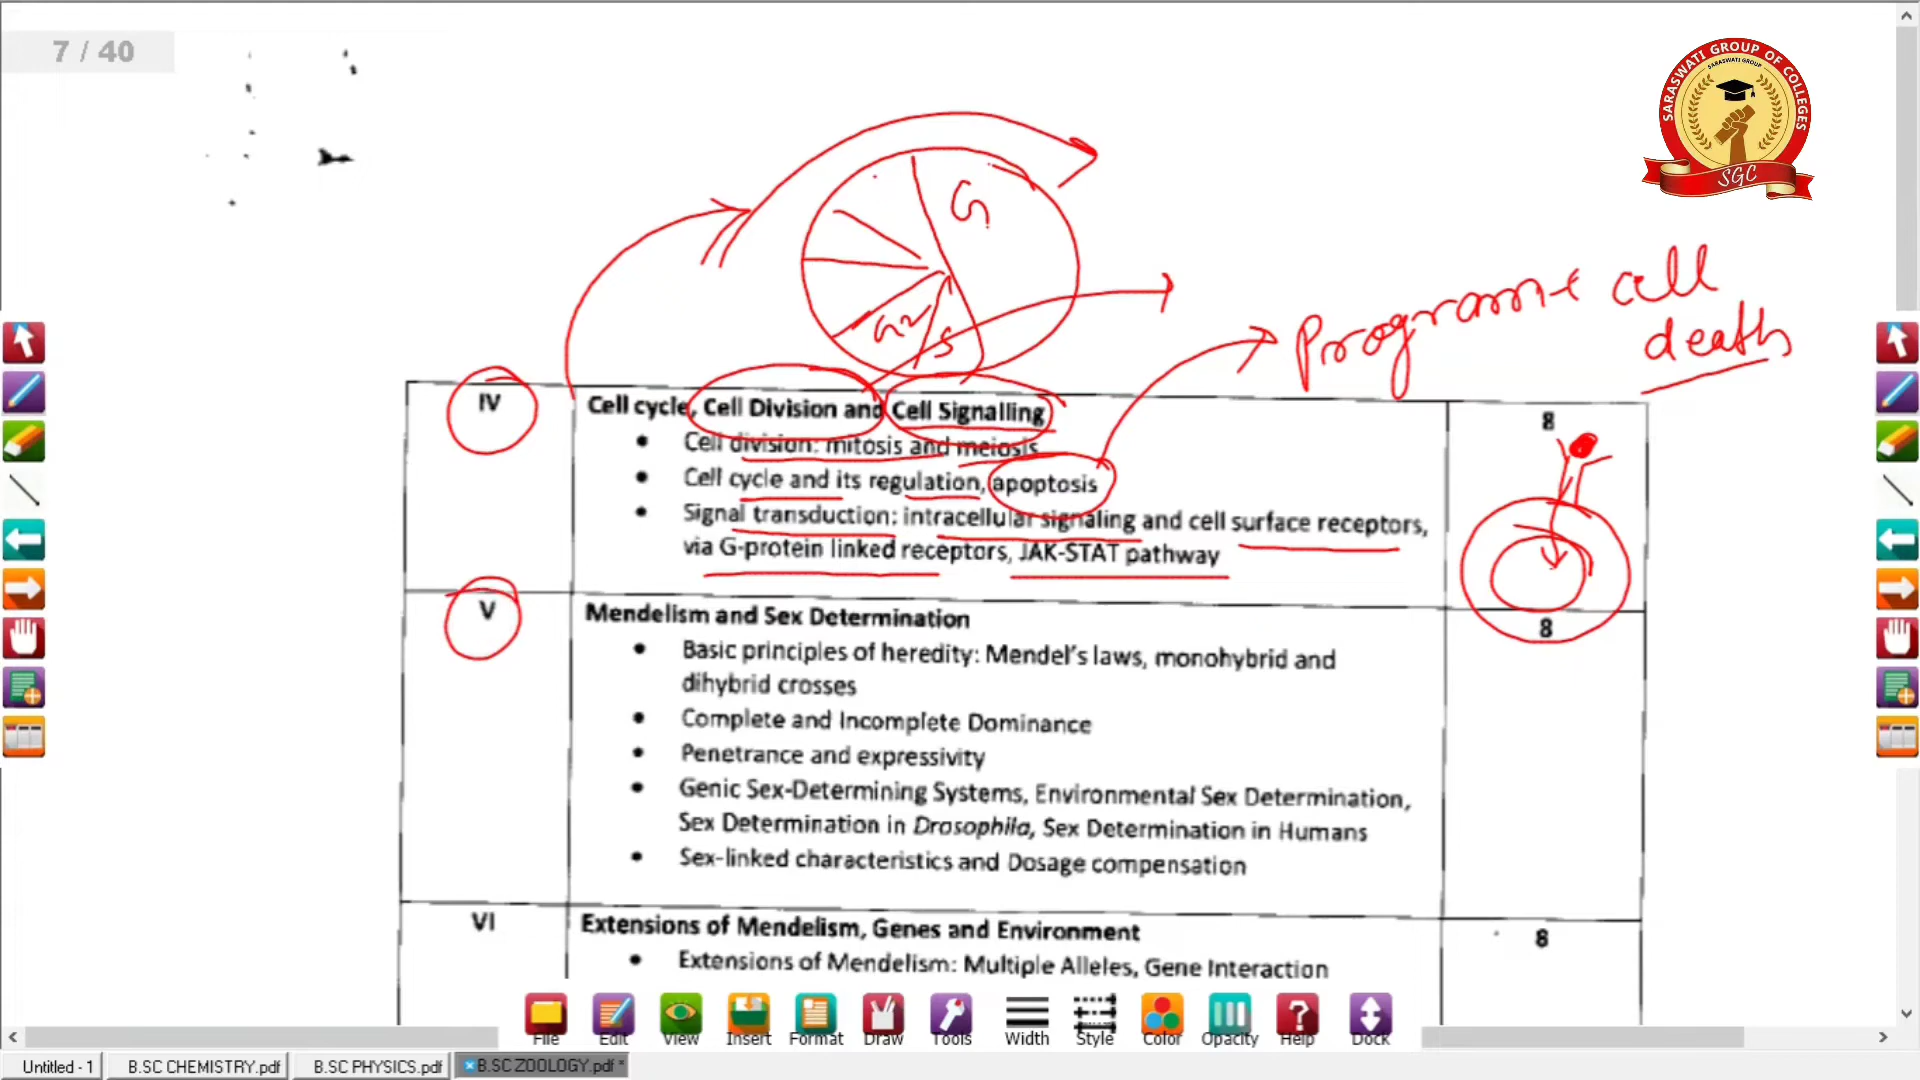 7 / 40
SARASWATI GROUP OF COLLEGES
SARASWATI GROUP
SGC
G
G2
S
cell
death
IV
Cell cycle, Cell Division and Cell Signalling
8
• Cell division: mitosis and meiosis
• Cell cycle and its regulation, apoptosis
• Signal transduction: intracellular signaling and cell surface receptors,
via G-protein linked receptors, JAK-STAT pathway
V
Mendelism and Sex Determination
8
• Basic principles of heredity: Mendel's laws, monohybrid and
dihybrid crosses
• Complete and Incomplete Dominance
• Penetrance and expressivity
• Genic Sex-Determining Systems, Environmental Sex Determination,
Sex Determination in Drosophila, Sex Determination in Humans
• Sex-linked characteristics and Dosage compensation
VI
Extensions of Mendelism, Genes and Environment
8
• Extensions of Mendelism: Multiple Alleles, Gene Interaction
File Edit View Insert Format Draw Tools Width Style Color Opacity Help Dock
Untitled - 1 B.SC CHEMISTRY.pdf B.SC PHYSICS.pdf B.SC ZOOLOGY.pdf *